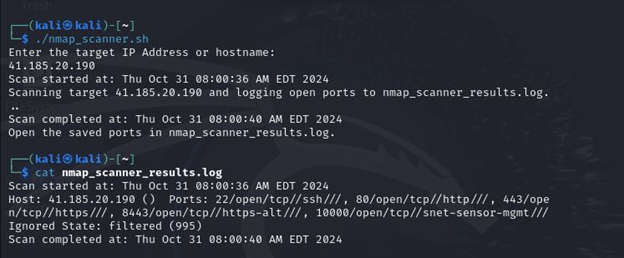 ┌──(kali㉿kali)-[~]
└─$ ./nmap_scanner.sh
Enter the target IP Address or hostname:
41.185.20.190
Scan started at: Thu Oct 31 08:00:36 AM EDT 2024
Scanning target 41.185.20.190 and logging open ports to nmap_scanner_results.log.
..
Scan completed at: Thu Oct 31 08:00:40 AM EDT 2024
Open the saved ports in nmap_scanner_results.log.
┌──(kali㉿kali)-[~]
└─$ cat nmap_scanner_results.log
Scan started at: Thu Oct 31 08:00:36 AM EDT 2024
Host: 41.185.20.190 ()  Ports: 22/open/tcp//ssh///, 80/open/tcp//http///, 443/ope
n/tcp//https///, 8443/open/tcp//https-alt///, 10000/open/tcp//snet-sensor-mgmt///
Ignored State: filtered (995)
Scan completed at: Thu Oct 31 08:00:40 AM EDT 2024